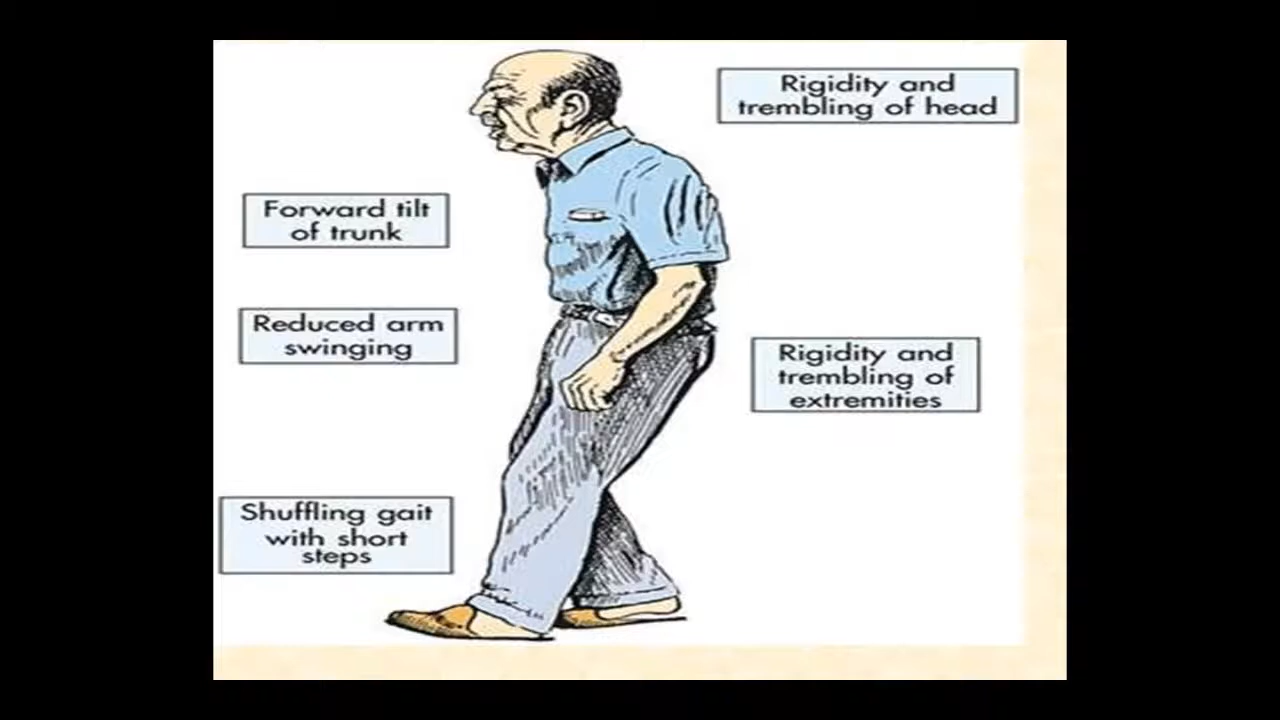 Rigidity and
trembling of head
Forward tilt
of trunk
Reduced arm
swinging
Rigidity and
trembling of
extremities
Shuffling gait
with short
steps